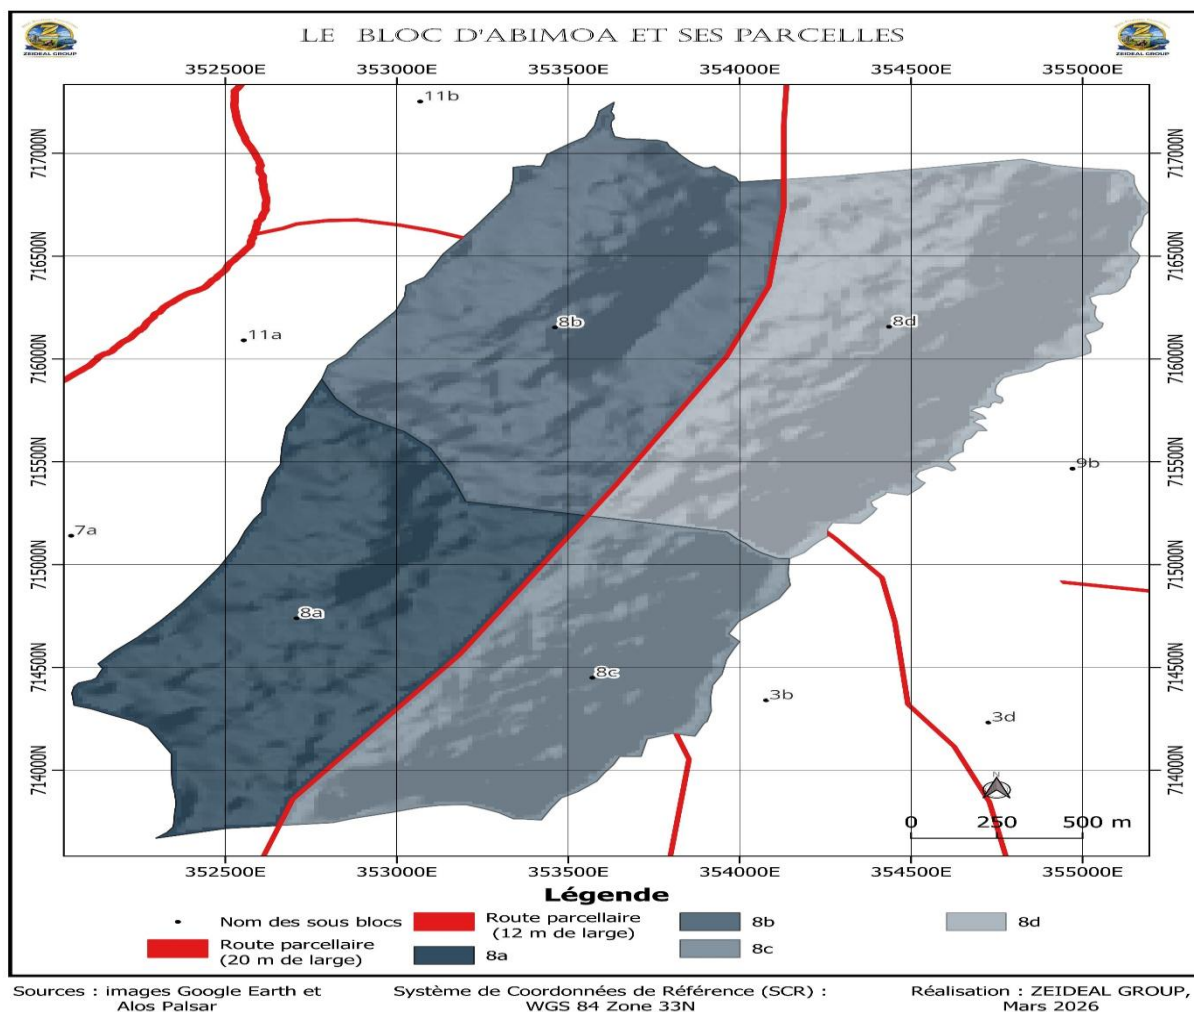 LE BLOC D'ABIMOA ET SES PARCELLES
ZEIDEAL GROUP
ZEIDEAL GROUP
352500E 353000E 353500E 354000E 354500E 355000E
717000N
716500N
716000N
715500N
715000N
714500N
714000N
717000N
716500N
716000N
715500N
715000N
714500N
714000N
11b
8b
8d
11a
9b
7a
8a
8c
3b
3d
N
0 250 500 m
352500E 353000E 353500E 354000E 354500E 355000E
Légende
Nom des sous blocs
Route parcellaire
(20 m de large)
Route parcellaire
(12 m de large)
8a
8b
8c
8d
Sources : images Google Earth et
Alos Palsar
Système de Coordonnées de Référence (SCR) :
WGS 84 Zone 33N
Réalisation : ZEIDEAL GROUP,
Mars 2026